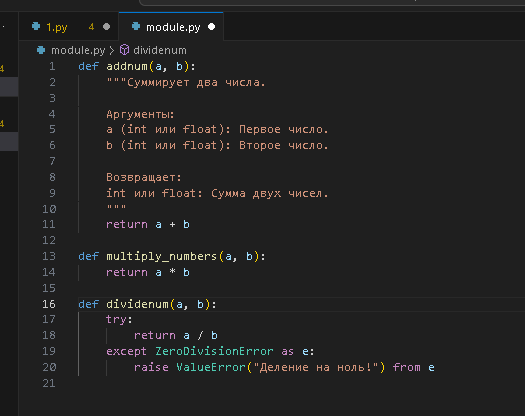 1.py 4 module.py
module.py > dividenum
4
4
1 def addnum(a, b):
2 """Суммирует два числа.
3
4 Аргументы:
5 a (int или float): Первое число.
6 b (int или float): Второе число.
7
8 Возвращает:
9 int или float: Сумма двух чисел.
10 """
11 return a + b
12
13 def multiply_numbers(a, b):
14 return a * b
15
16 def dividenum(a, b):
17 try:
18 return a / b
19 except ZeroDivisionError as e:
20 raise ValueError("Деление на ноль!") from e
21